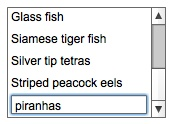 Glass fish
Siamese tiger fish
Silver tip tetras
Striped peacock eels
piranhas